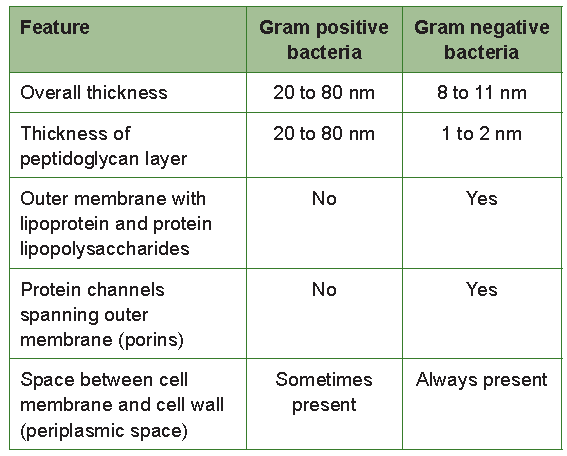 Feature
Gram positive
bacteria
Gram negative
bacteria
Overall thickness
20 to 80 nm
8 to 11 nm
Thickness of
peptidoglycan layer
20 to 80 nm
1 to 2 nm
Outer membrane with
lipoprotein and protein
lipopolysaccharides
No
Yes
Protein channels
spanning outer
membrane (porins)
No
Yes
Space between cell
membrane and cell wall
(periplasmic space)
Sometimes
present
Always present